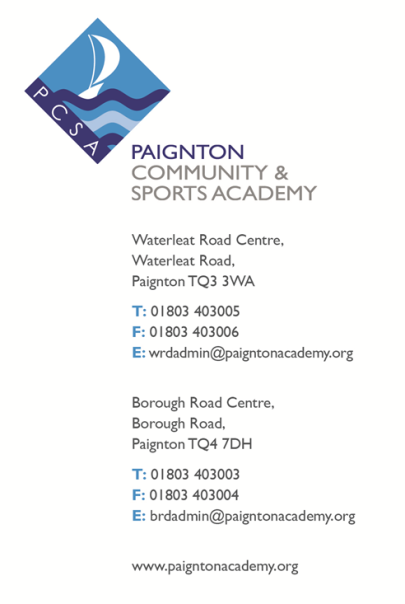 PCSA
PAIGNTON
COMMUNITY &
SPORTS ACADEMY
Waterleat Road Centre,
Waterleat Road,
Paignton TQ3 3WA
T: 01803 403005
F: 01803 403006
E: wrdadmin@paigntonacademy.org
Borough Road Centre,
Borough Road,
Paignton TQ4 7DH
T: 01803 403003
F: 01803 403004
E: brdadmin@paigntonacademy.org
www.paigntonacademy.org